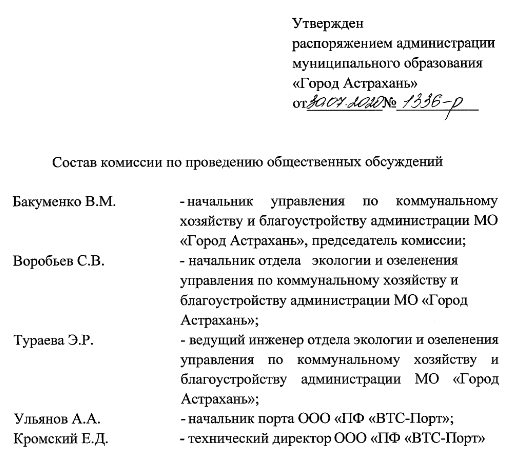 Утвержден
распоряжением администрации
муниципального образования
«Город Астрахань»
от 30.07.2020 № 1336-р
Состав комиссии по проведению общественных обсуждений
Бакуменко В.М. - начальник управления по коммунальному
хозяйству и благоустройству администрации МО
«Город Астрахань», председатель комиссии;
Воробьев С.В. - начальник отдела экологии и озеленения
управления по коммунальному хозяйству и
благоустройству администрации МО «Город
Астрахань»;
Тураева Э.Р. - ведущий инженер отдела экологии и озеленения
управления по коммунальному хозяйству и
благоустройству администрации МО «Город
Астрахань»;
Ульянов А.А. - начальник порта ООО «ПФ «ВТС-Порт»;
Кромский Е.Д. - технический директор ООО «ПФ «ВТС-Порт»